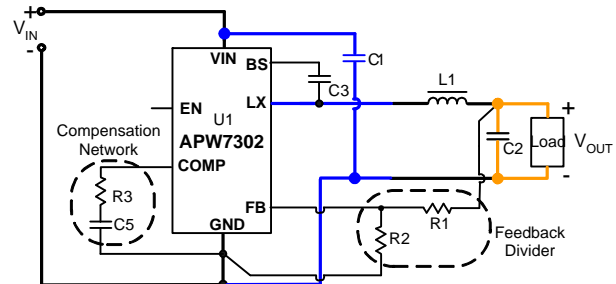 +
VIN
-
VIN
BS
C1
C3
L1
EN
LX
U1
APW7302
+
C2
Load
VOUT
-
Compensation
Network
COMP
R3
C5
FB
R1
R2
GND
Feedback
Divider